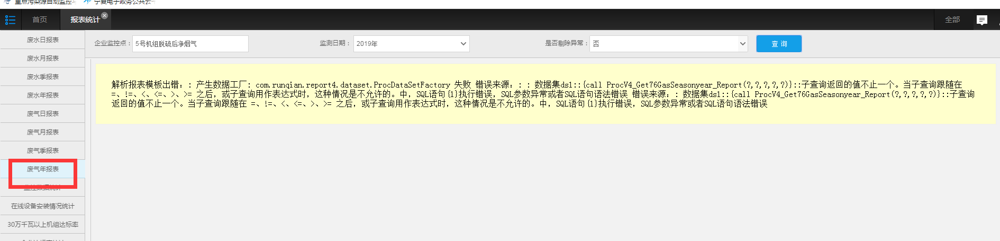 重点污染源自动监控
宁夏电子政务公共云
首页
报表统计
全部
废水日报表
废水月报表
废水季报表
废水年报表
废气日报表
废气月报表
废气季报表
废气年报表
监控数据统计
在线设备安装情况统计
30万千瓦以上机组达标率
企业监控点：
5号机组脱硫后净烟气
监测日期：
2019年
是否剔除异常：
否
查 询
解析报表模板出错：：产生数据工厂：com.runqian.report4.dataset.ProcDataSetFactory 失败 错误来源：：：数据集ds1::{call ProcV4_Get76GasSeasonyear_Report(?,?,?,?,?)}::子查询返回的值不止一个。当子查询跟随在
=、!=、<、<=、>、>= 之后，或子查询用作表达式时，这种情况是不允许的。中，SQL语句{1}执行错误，SQL参数异常或者SQL语句语法错误 错误来源：：数据集ds1::{call ProcV4_Get76GasSeasonyear_Report(?,?,?,?,?)}::子查询
返回的值不止一个。当子查询跟随在 =、!=、<、<=、>、>= 之后，或子查询用作表达式时，这种情况是不允许的。中，SQL语句{1}执行错误，SQL参数异常或者SQL语句语法错误